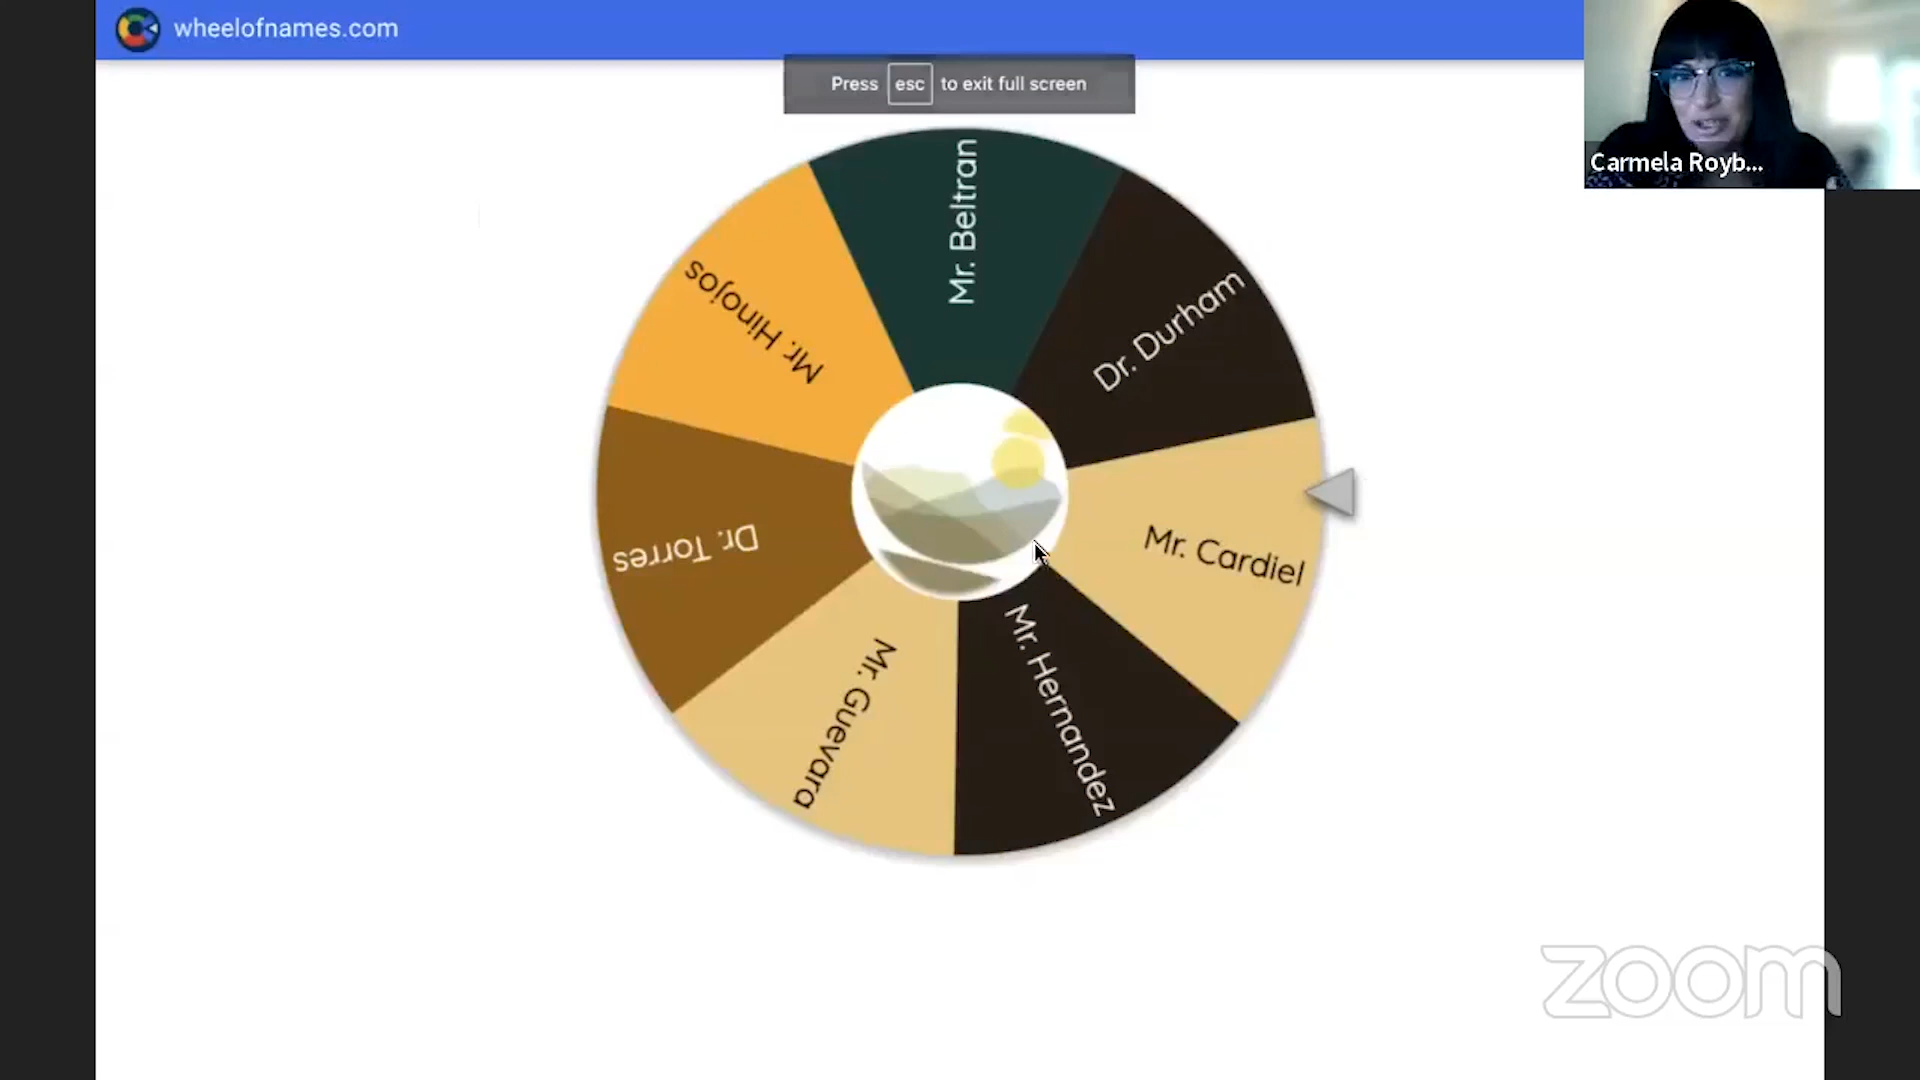 wheelofnames.com
Press esc to exit full screen
Carmela Royb...
Mr. Beltran
Dr. Durham
Mr. Cardiel
Mr. Hernandez
Mr. Guevara
Dr. Torres
Mr. Hinojos
zoom